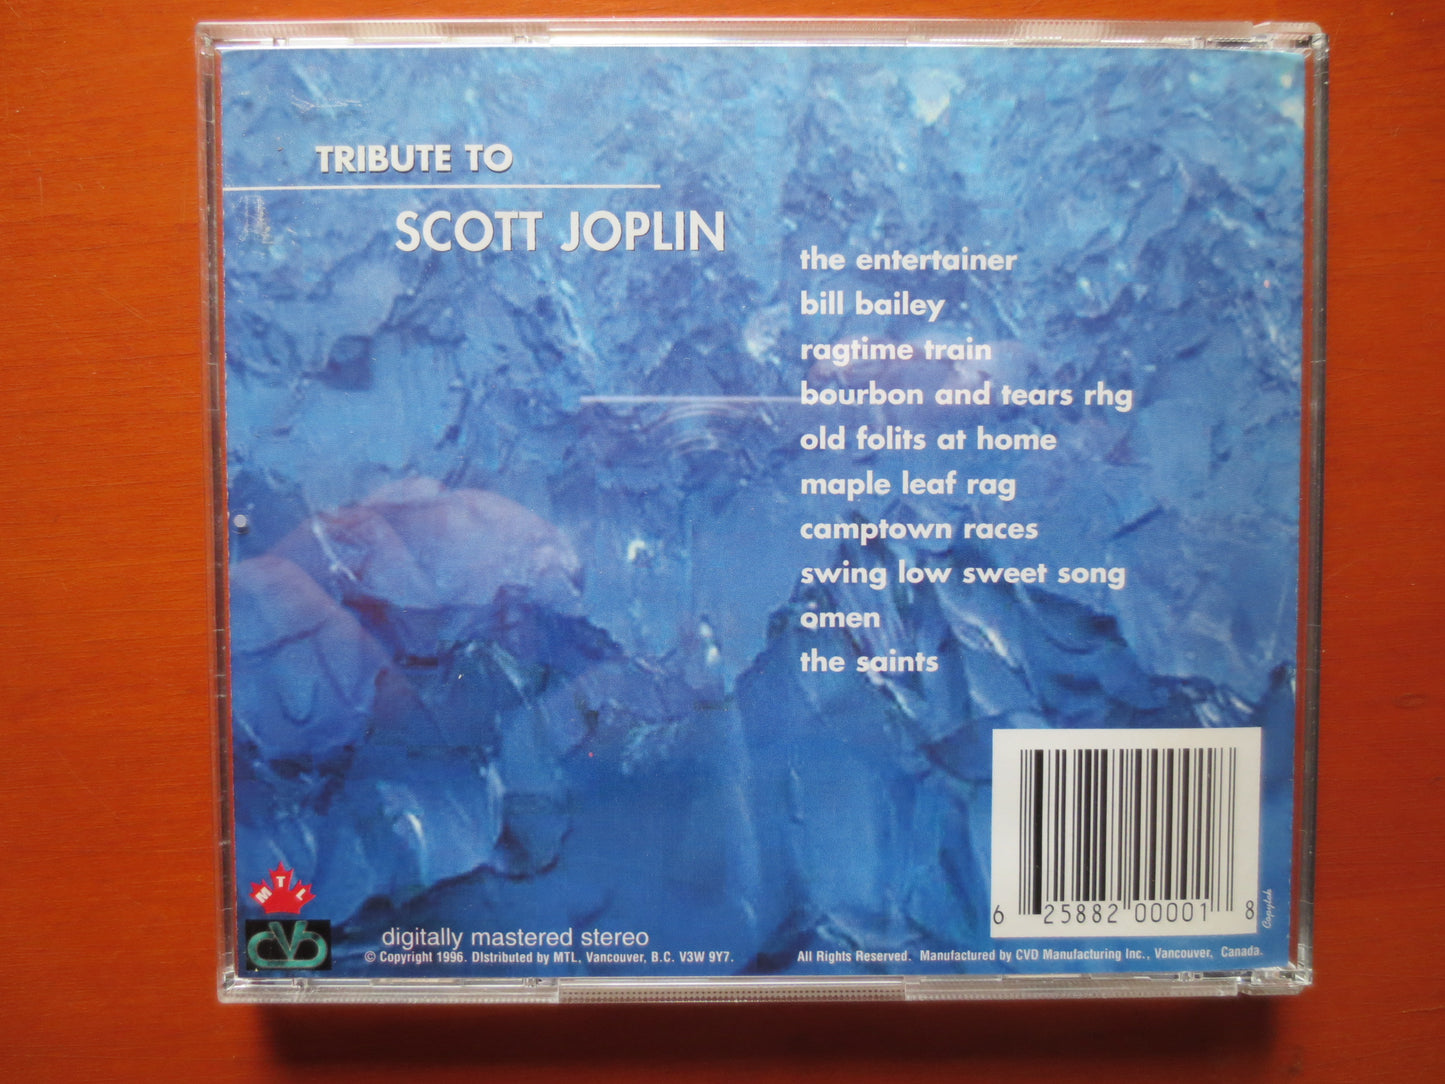 TRIBUTE TO
SCOTT JOPLIN
the entertainer
bill bailey
ragtime train
bourbon and tears rhg
old folits at home
maple leaf rag
camptown races
swing low sweet song
omen
the saints
MTL
CVD
6 25882 00001 8
Copylab
digitally mastered stereo
© Copyright 1996. Distributed by MTL, Vancouver, B.C. V3W 9Y7.
All Rights Reserved. Manufactured by CVD Manufacturing Inc., Vancouver, Canada.